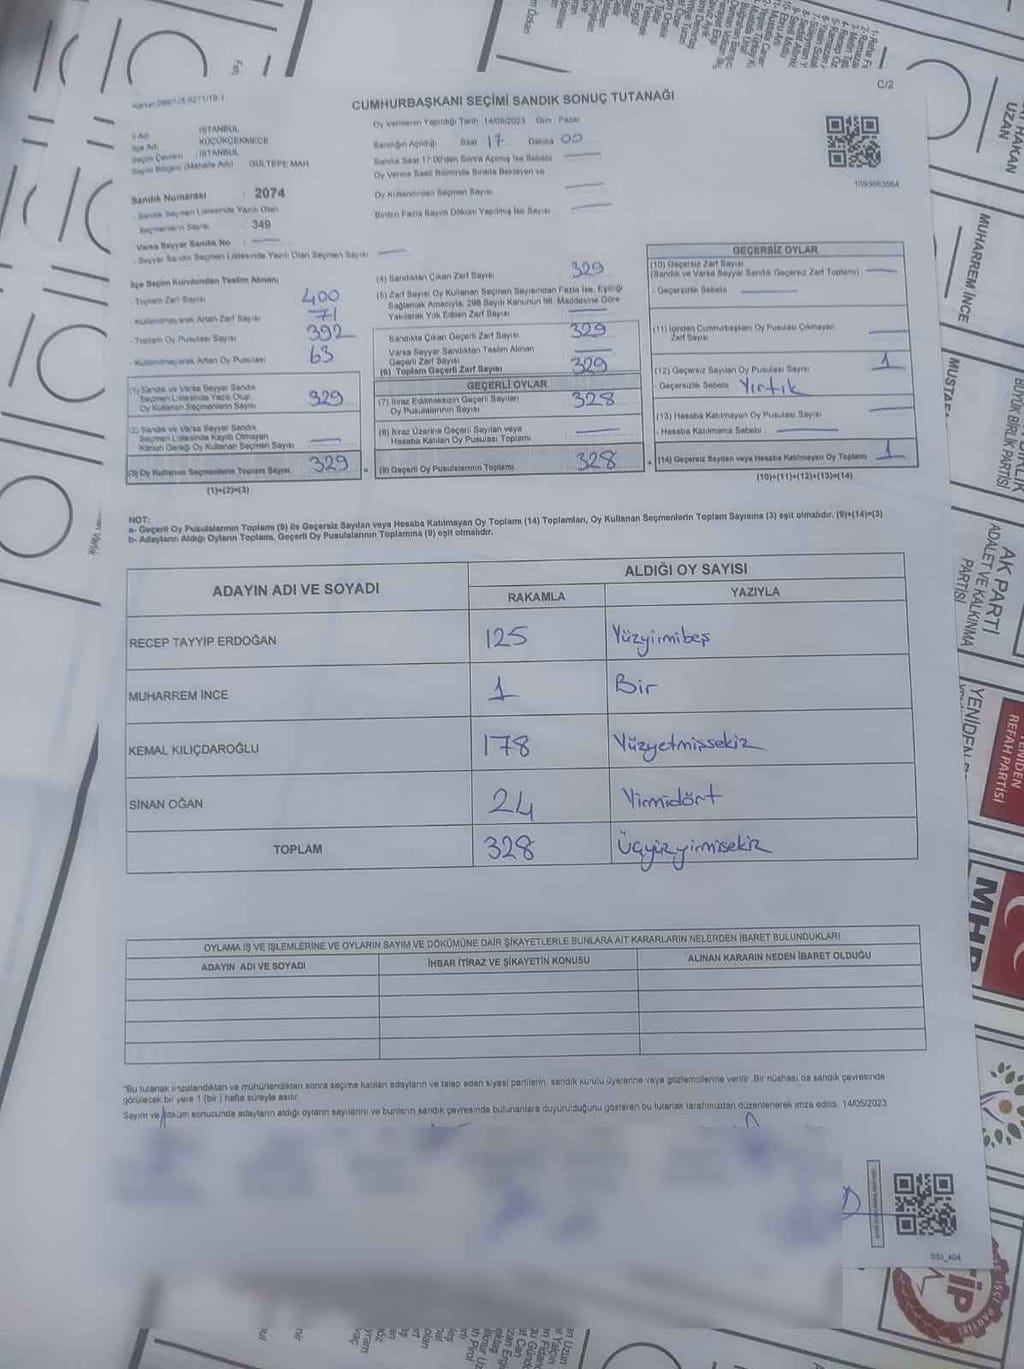 C/2
CUMHURBAŞKANI SEÇİMİ SANDIK SONUÇ TUTANAĞI
Oy Vermenin Yapıldığı Tarih 14/05/2023 Gün : Pazar
Sandığın Açıldığı Saat 17 Dakika 00
Sandık Saat 17:00'den Sonra Açılmış İse Sebebi
Oy Verme Saati Bitiminde Sırada Bekleyen ve
Oy Kullandırılan Seçmen Sayısı
Birden Fazla Sayım Döküm Yapılmış İse Sayısı
İl Adı : İSTANBUL
İlçe Adı : KÜÇÜKÇEKMECE
Seçim Çevresi : İSTANBUL
Seçim Bölgesi (Mahalle Adı) : GÜLTEPE MAH
Sandık Numarası : 2074
- Sandık Seçmen Listesinde Yazılı Olan
Seçmenlerin Sayısı : 349
Varsa Seyyar Sandık No :
- Seyyar Sandık Seçmen Listesinde Yazılı Olan Seçmen Sayısı
İlçe Seçim Kurulundan Teslim Alınan;
- Toplam Zarf Sayısı 400
- Kullanılmayarak Artan Zarf Sayısı 71
- Toplam Oy Pusulası Sayısı 392
- Kullanılmayarak Artan Oy Pusulası 63
(1) Sandık ve Varsa Seyyar Sandık
Seçmen Listesinde Yazılı Olup
Oy Kullanan Seçmenlerin Sayısı 329
(2) Sandık ve Varsa Seyyar Sandık
Seçmen Listesinde Kayıtlı Olmayan
Kanun Gereği Oy Kullanan Seçmen Sayısı
(3) Oy Kullanan Seçmenlerin Toplam Sayısı 329
(1)+(2)=(3)
(4) Sandıktan Çıkan Zarf Sayısı 329
(5) Zarf Sayısı Oy Kullanan Seçmen Sayısından Fazla İse, Eşitliği
Sağlamak Amacıyla, 298 Sayılı Kanunun 98. Maddesine Göre
Yakılarak Yok Edilen Zarf Sayısı
Sandıkta Çıkan Geçerli Zarf Sayısı 329
Varsa Seyyar Sandıktan Teslim Alınan
Geçerli Zarf Sayısı
(6) Toplam Geçerli Zarf Sayısı 329
GEÇERLİ OYLAR
(7) İtiraz Edilmeksizin Geçerli Sayılan
Oy Pusulalarının Sayısı 328
(8) İtiraz Üzerine Geçerli Sayılan veya
Hesaba Katılan Oy Pusulası Toplamı
(9) Geçerli Oy Pusulalarının Toplamı 328
GEÇERSİZ OYLAR
(10) Geçersiz Zarf Sayısı
(Sandık ve Varsa Seyyar Sandık Geçersiz Zarf Toplamı)
- Geçersizlik Sebebi
(11) İçinden Cumhurbaşkanı Oy Pusulası Çıkmayan
Zarf Sayısı
(12) Geçersiz Sayılan Oy Pusulası Sayısı 1
- Geçersizlik Sebebi Yırtık
(13) Hesaba Katılmayan Oy Pusulası Sayısı
- Hesaba Katılmama Sebebi
(14) Geçersiz Sayılan veya Hesaba Katılmayan Oy Toplamı 1
(10)+(11)+(12)+(13)=(14)
NOT:
a- Geçerli Oy Pusulalarının Toplamı (9) ile Geçersiz Sayılan veya Hesaba Katılmayan Oy Toplamı (14) Toplamları, Oy Kullanan Seçmenlerin Toplam Sayısına (3) eşit olmalıdır. (9)+(14)=(3)
b- Adayların Aldığı Oyların Toplamı, Geçerli Oy Pusulalarının Toplamına (9) eşit olmalıdır.
ADAYIN ADI VE SOYADI
ALDIĞI OY SAYISI
RAKAMLA YAZIYLA
RECEP TAYYİP ERDOĞAN 125 Yüzyirmibeş
MUHARREM İNCE 1 Bir
KEMAL KILIÇDAROĞLU 178 Yüzyetmişsekiz
SİNAN OĞAN 24 Yirmidört
TOPLAM 328 Üçyüzyirmisekiz
OYLAMA İŞ VE İŞLEMLERİNE VE OYLARIN SAYIM VE DÖKÜMÜNE DAİR ŞİKAYETLERLE BUNLARA AİT KARARLARIN NELERDEN İBARET BULUNDUKLARI
ADAYIN ADI VE SOYADI İHBAR İTİRAZ VE ŞİKAYETİN KONUSU ALINAN KARARIN NEDEN İBARET OLDUĞU
"Bu tutanak imzalandıktan ve mühürlendikten sonra seçime katılan adayların ve talep eden siyasi partilerin, sandık kurulu üyelerine veya gözlemcilerine verilir. Bir nüshası da sandık çevresinde
görülecek bir yere 1 (bir) hafta süreyle asılır.
Sayım ve döküm sonucunda adayların aldığı oyların sayılarını ve bunların sandık çevresinde bulunanlara duyurulduğunu gösteren bu tutanak tarafımızdan düzenlenerek imza edildi. 14/05/2023
HAKAN
UZAN
MUHARREM İNCE
BÜYÜK BİRLİK
PARTİSİ
AK PARTİ
ADALET VE KALKINMA
PARTİSİ
YENİDEN
YENİDEN
REFAH PARTİSİ
MHP
TİP
İŞÇİ PARTİSİ